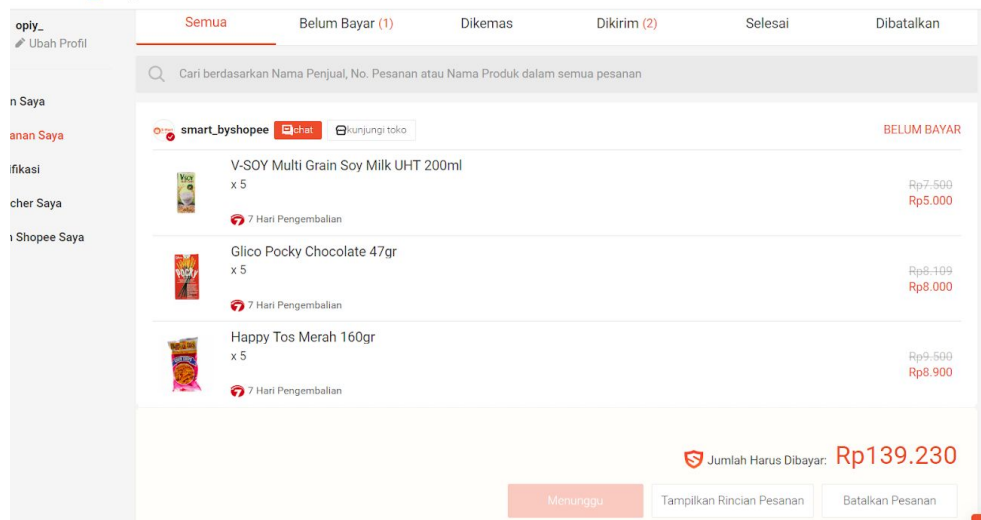 opiy_
Ubah Profil
n Saya
anan Saya
ifikasi
cher Saya
n Shopee Saya
Semua
Belum Bayar (1)
Dikemas
Dikirim (2)
Selesai
Dibatalkan
Cari berdasarkan Nama Penjual, No. Pesanan atau Nama Produk dalam semua pesanan
smart_byshopee
chat
kunjungi toko
BELUM BAYAR
V-SOY Multi Grain Soy Milk UHT 200ml
x 5
7 Hari Pengembalian
Rp7.500
Rp5.000
Glico Pocky Chocolate 47gr
x 5
7 Hari Pengembalian
Rp8.109
Rp8.000
Happy Tos Merah 160gr
x 5
7 Hari Pengembalian
Rp9.500
Rp8.900
Jumlah Harus Dibayar: Rp139.230
Menunggu
Tampilkan Rincian Pesanan
Batalkan Pesanan